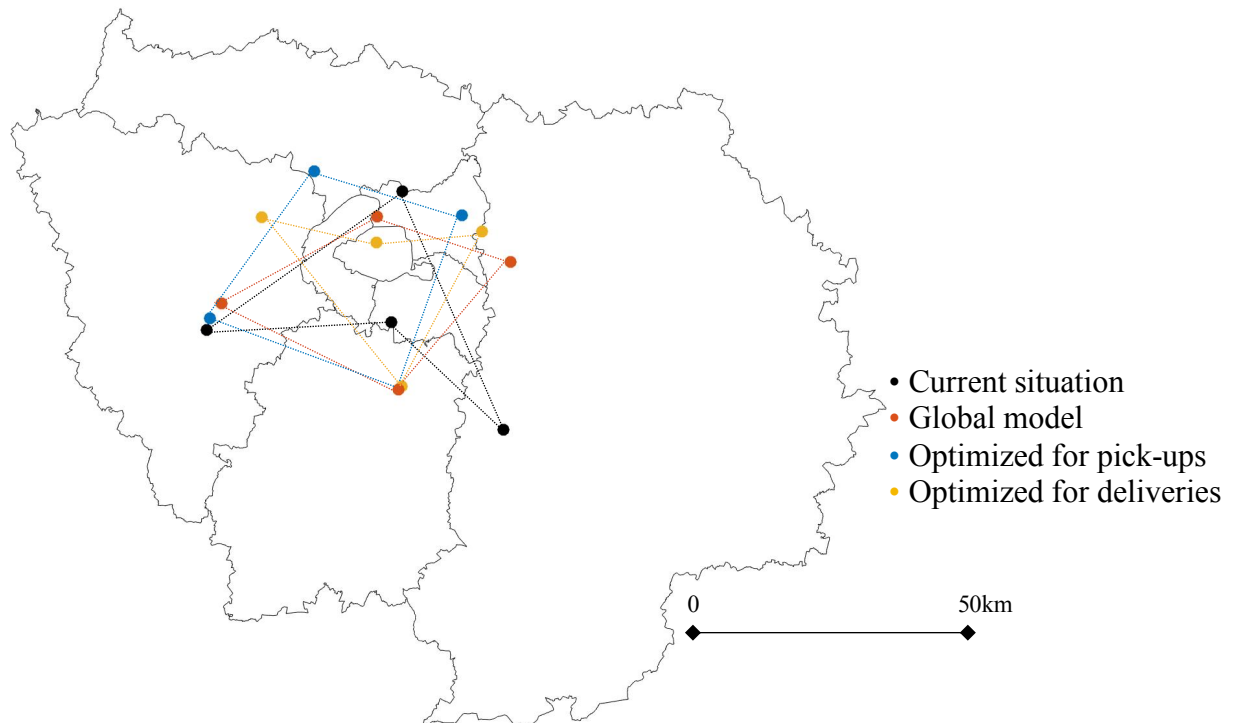 Current situation
Global model
Optimized for pick-ups
Optimized for deliveries
0 50km